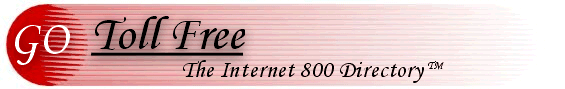 GO Toll Free
The Internet 800 Directory™